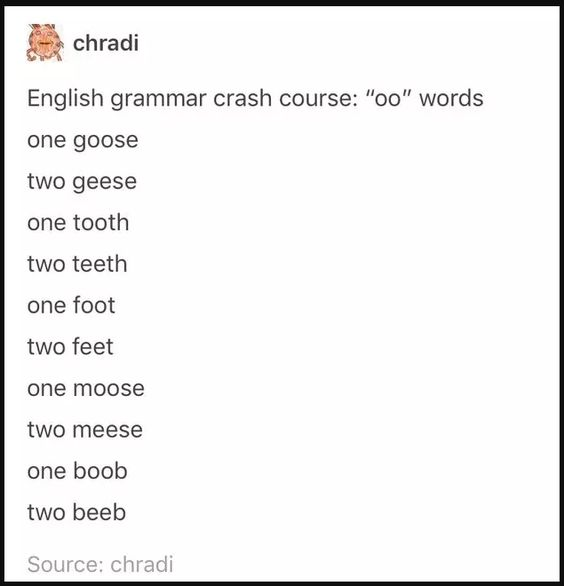 chradi
English grammar crash course: “oo” words
one goose
two geese
one tooth
two teeth
one foot
two feet
one moose
two meese
one boob
two beeb
Source: chradi